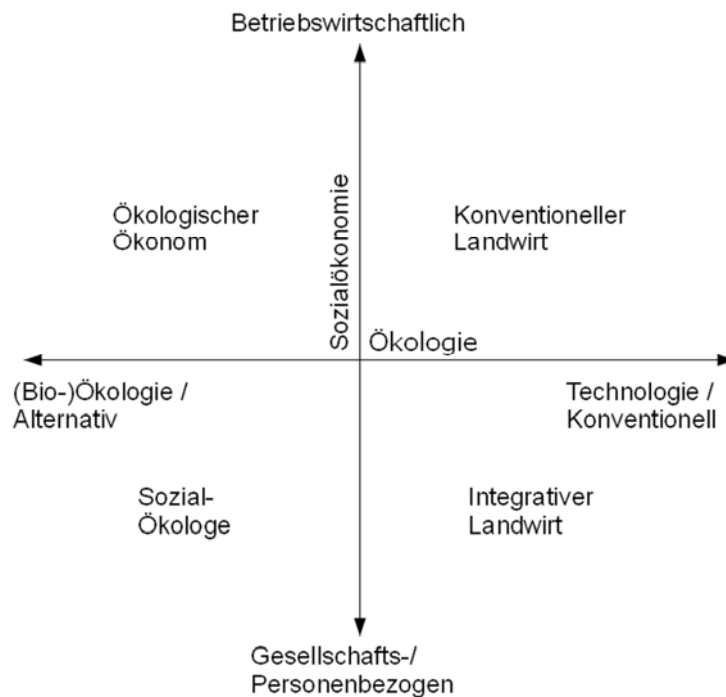 Betriebswirtschaftlich
Ökologischer
Ökonom
Sozialökonomie
Konventioneller
Landwirt
Ökologie
(Bio-)Ökologie /
Alternativ
Technologie /
Konventionell
Sozial-
Ökologe
Integrativer
Landwirt
Gesellschafts-/
Personenbezogen